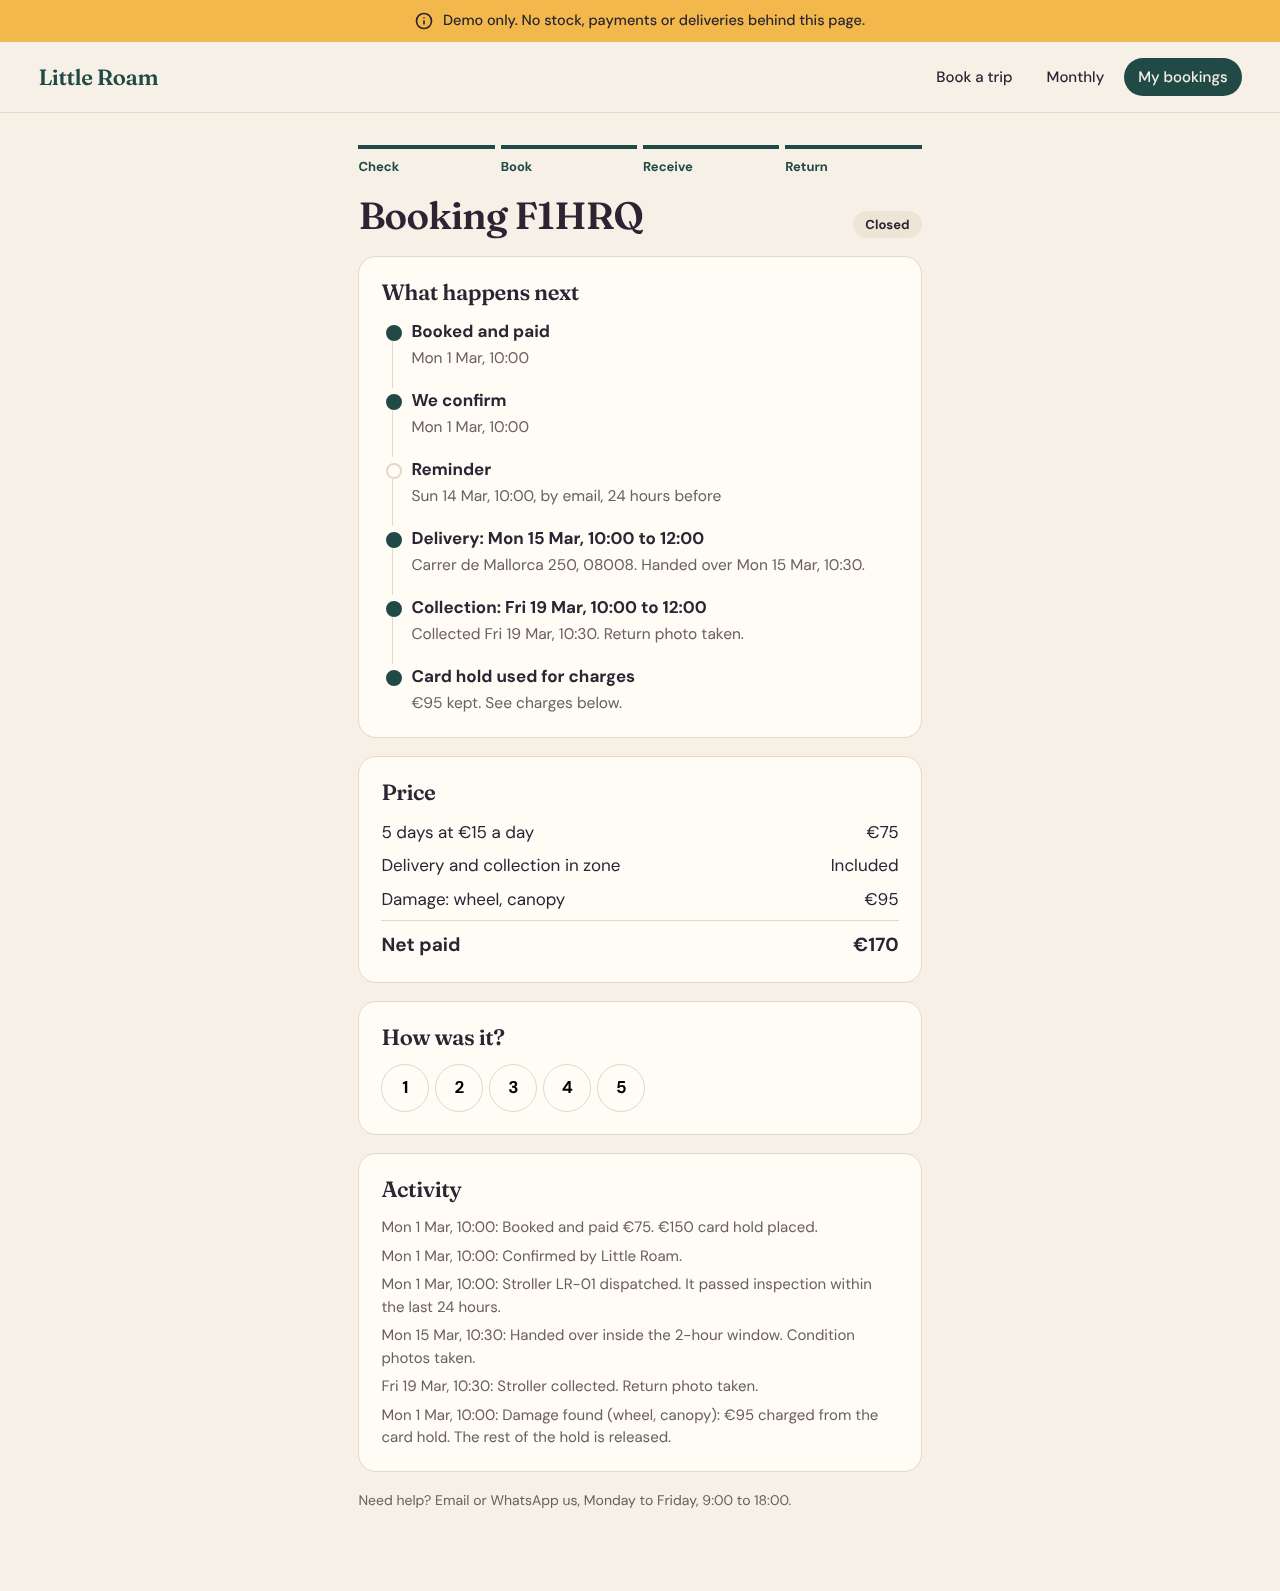 Demo only. No stock, payments or deliveries behind this page.
Little Roam
Book a trip
Monthly
My bookings
Check
Book
Receive
Return
Booking F1HRQ
Closed
What happens next
Booked and paid
Mon 1 Mar, 10:00
We confirm
Mon 1 Mar, 10:00
Reminder
Sun 14 Mar, 10:00, by email, 24 hours before
Delivery: Mon 15 Mar, 10:00 to 12:00
Carrer de Mallorca 250, 08008. Handed over Mon 15 Mar, 10:30.
Collection: Fri 19 Mar, 10:00 to 12:00
Collected Fri 19 Mar, 10:30. Return photo taken.
Card hold used for charges
€95 kept. See charges below.
Price
5 days at €15 a day €75
Delivery and collection in zone Included
Damage: wheel, canopy €95
Net paid €170
How was it?
1 2 3 4 5
Activity
Mon 1 Mar, 10:00: Booked and paid €75. €150 card hold placed.
Mon 1 Mar, 10:00: Confirmed by Little Roam.
Mon 1 Mar, 10:00: Stroller LR-01 dispatched. It passed inspection within
the last 24 hours.
Mon 15 Mar, 10:30: Handed over inside the 2-hour window. Condition
photos taken.
Fri 19 Mar, 10:30: Stroller collected. Return photo taken.
Mon 1 Mar, 10:00: Damage found (wheel, canopy): €95 charged from the
card hold. The rest of the hold is released.
Need help? Email or WhatsApp us, Monday to Friday, 9:00 to 18:00.